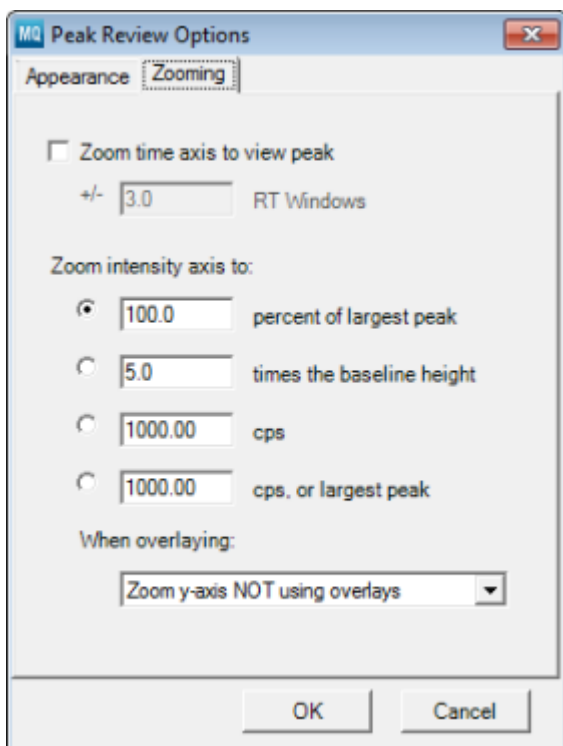 MQ Peak Review Options
Appearance Zooming
Zoom time axis to view peak
+/- 3.0 RT Windows
Zoom intensity axis to:
100.0 percent of largest peak
5.0 times the baseline height
1000.00 cps
1000.00 cps, or largest peak
When overlaying:
Zoom y-axis NOT using overlays
OK Cancel